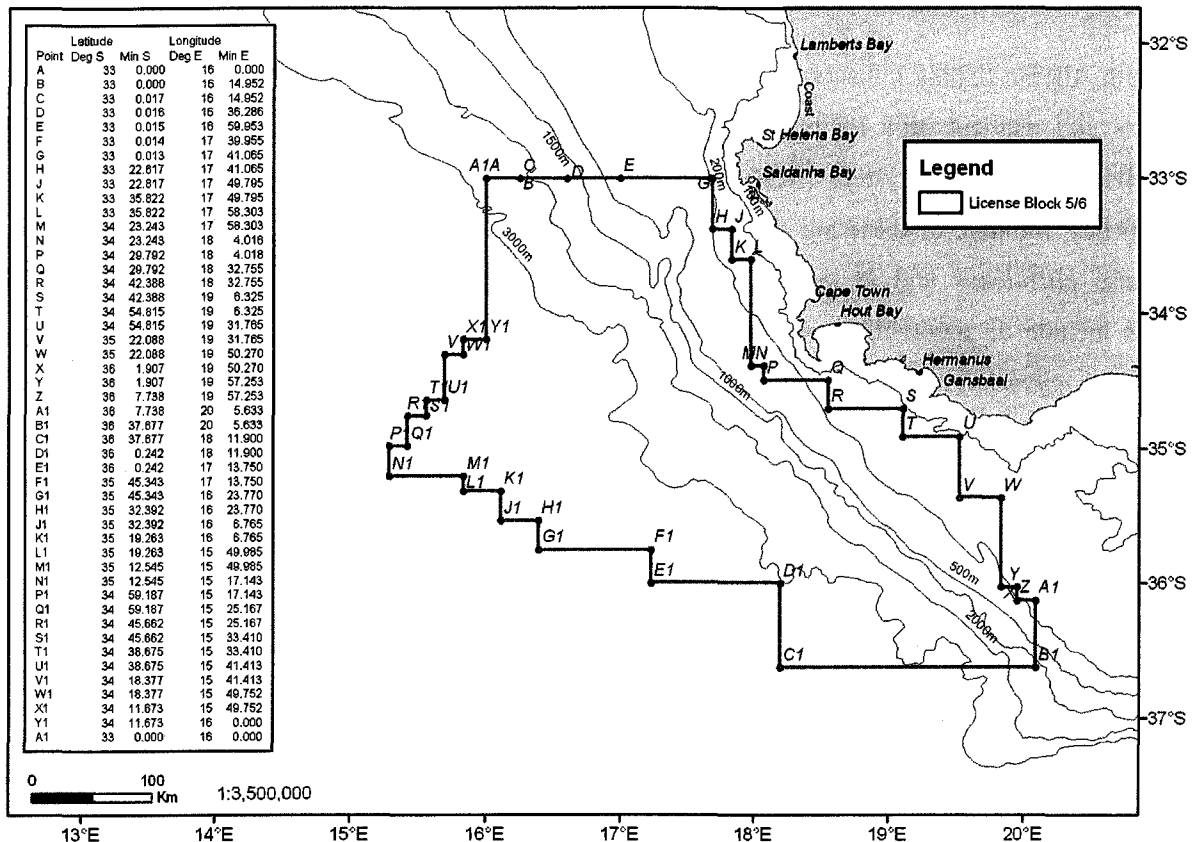 Latitude Longitude
Point Deg S Min S Deg E Min E
A 33 0.000 16 0.000
B 33 0.000 16 14.952
C 33 0.017 16 14.952
D 33 0.016 16 36.286
E 33 0.015 16 59.953
F 33 0.014 17 39.955
G 33 0.013 17 41.065
H 33 22.817 17 41.065
J 33 22.817 17 49.795
K 33 35.822 17 49.795
L 33 35.822 17 58.303
M 34 23.243 17 58.303
N 34 23.243 18 4.016
P 34 29.792 18 4.018
Q 34 29.792 18 32.755
R 34 42.388 18 32.755
S 34 42.388 19 6.325
T 34 54.815 19 6.325
U 34 54.815 19 31.765
V 35 22.088 19 31.765
W 35 22.088 19 50.270
X 36 1.907 19 50.270
Y 36 1.907 19 57.253
Z 36 7.738 19 57.253
A1 36 7.738 20 5.633
B1 36 37.677 20 5.633
C1 36 37.677 18 11.900
D1 36 0.242 18 11.900
E1 36 0.242 17 13.750
F1 35 45.343 17 13.750
G1 35 45.343 16 23.770
H1 35 32.392 16 23.770
J1 35 32.392 16 6.765
K1 35 19.263 16 6.765
L1 35 19.263 15 49.985
M1 35 12.545 15 49.985
N1 35 12.545 15 17.143
P1 34 59.187 15 17.143
Q1 34 59.187 15 25.167
R1 34 45.662 15 25.167
S1 34 45.662 15 33.410
T1 34 38.675 15 33.410
U1 34 38.675 15 41.413
V1 34 18.377 15 41.413
W1 34 18.377 15 49.752
X1 34 11.673 15 49.752
Y1 34 11.673 16 0.000
A1 33 0.000 16 0.000
0 100
Km
1:3,500,000
Lamberts Bay
Coast
St Helena Bay
Saldanha Bay
Cape Town
Hout Bay
Hermanus
Gansbaai
Legend
License Block 5/6
1500m
200m
100m
3000m
1000m
500m
2000m
A1A
C
B
D
E
G
H
J
K
L
MN
P
Q
R
S
T
U
V
W
X
Y
Z
A1
B1
C1
D1
E1
F1
G1
H1
J1
K1
L1
M1
N1
P1
Q1
R1
S1
T1U1
V
W1
X1
Y1
32°S
33°S
34°S
35°S
36°S
37°S
13°E
14°E
15°E
16°E
17°E
18°E
19°E
20°E